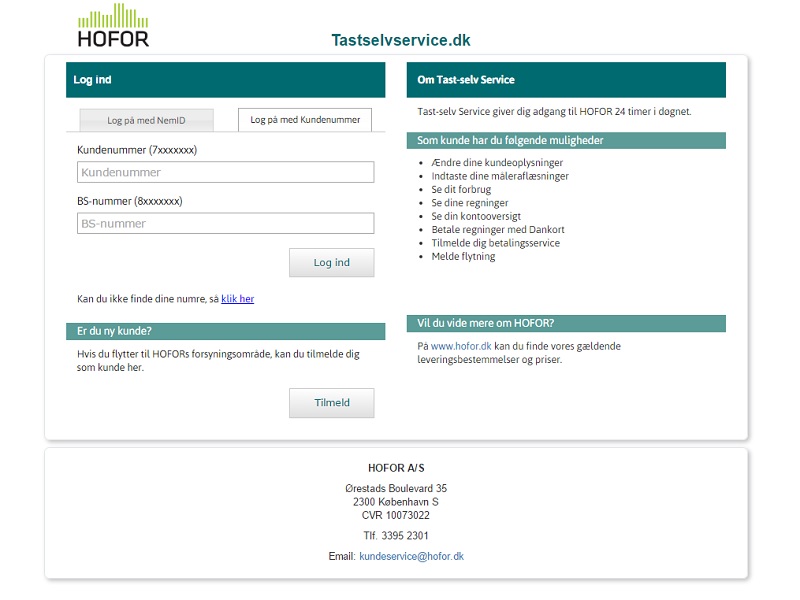 HOFOR
Tastselvservice.dk
Log ind
Log på med NemID
Log på med Kundenummer
Kundenummer (7xxxxxxx)
Kundenummer
BS-nummer (8xxxxxxx)
BS-nummer
Log ind
Kan du ikke finde dine numre, så klik her
Er du ny kunde?
Hvis du flytter til HOFORs forsyningsområde, kan du tilmelde dig
som kunde her.
Tilmeld
Om Tast-selv Service
Tast-selv Service giver dig adgang til HOFOR 24 timer i døgnet.
Som kunde har du følgende muligheder
Ændre dine kundeoplysninger
Indtaste dine måleraflæsninger
Se dit forbrug
Se dine regninger
Se din kontooversigt
Betale regninger med Dankort
Tilmelde dig betalingsservice
Melde flytning
Vil du vide mere om HOFOR?
På www.hofor.dk kan du finde vores gældende
leveringsbestemmelser og priser.
HOFOR A/S
Ørestads Boulevard 35
2300 København S
CVR 10073022
Tlf. 3395 2301
Email: kundeservice@hofor.dk